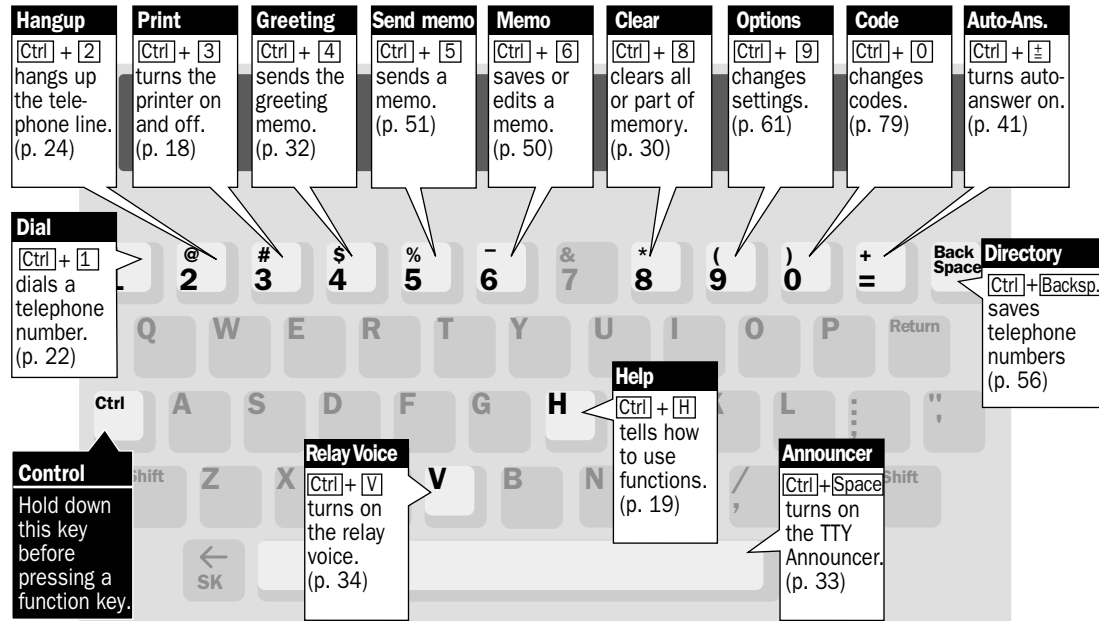 Hangup
Ctrl + 2
hangs up
the tele-
phone line.
(p. 24)
Print
Ctrl + 3
turns the
printer on
and off.
(p. 18)
Greeting
Ctrl + 4
sends the
greeting
memo.
(p. 32)
Send memo
Ctrl + 5
sends a
memo.
(p. 51)
Memo
Ctrl + 6
saves or
edits a
memo.
(p. 50)
Clear
Ctrl + 8
clears all
or part of
memory.
(p. 30)
Options
Ctrl + 9
changes
settings.
(p. 61)
Code
Ctrl + 0
changes
codes.
(p. 79)
Auto-Ans.
Ctrl + ±
turns auto-
answer on.
(p. 41)
Dial
Ctrl + 1
dials a
telephone
number.
(p. 22)
@ # $ % – & * ( ) +
2 3 4 5 6 7 8 9 0 =
Back
Space
Directory
Ctrl + Backsp.
saves
telephone
numbers
(p. 56)
Q W E R T Y U I O P Return
Help
Ctrl + H
tells how
to use
functions.
(p. 19)
Ctrl A S D F G H L : ; " '
Control
Hold down
this key
before
pressing a
function key.
Relay Voice
Ctrl + V
turns on
the relay
voice.
(p. 34)
Announcer
Ctrl + Space
turns on
the TTY
Announcer.
(p. 33)
Shift Z X V B N / , Shift
← SK